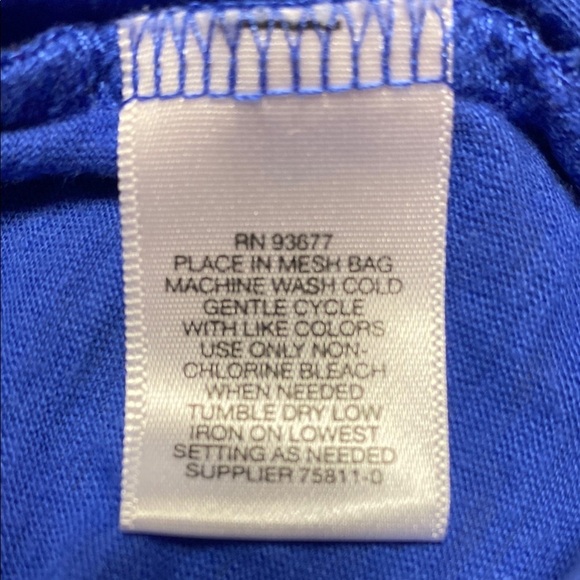 RN 93677
PLACE IN MESH BAG
MACHINE WASH COLD
GENTLE CYCLE
WITH LIKE COLORS
USE ONLY NON-
CHLORINE BLEACH
WHEN NEEDED
TUMBLE DRY LOW
IRON ON LOWEST
SETTING AS NEEDED
SUPPLIER 75811-0